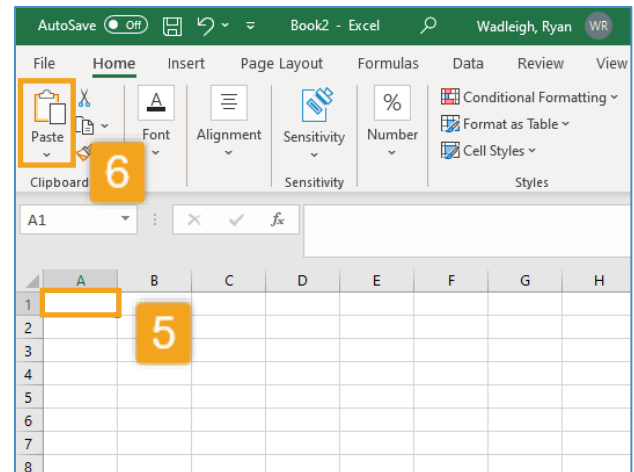 AutoSave Off Book2 - Excel Wadleigh, Ryan WR
File Home Insert Page Layout Formulas Data Review View
Paste
Font
Alignment
Sensitivity
%
Number
Conditional Formatting
Format as Table
Cell Styles
Clipboard
Sensitivity
Styles
6
A1 fx
A B C D E F G H
1
2
3
4
5
6
7
8
5